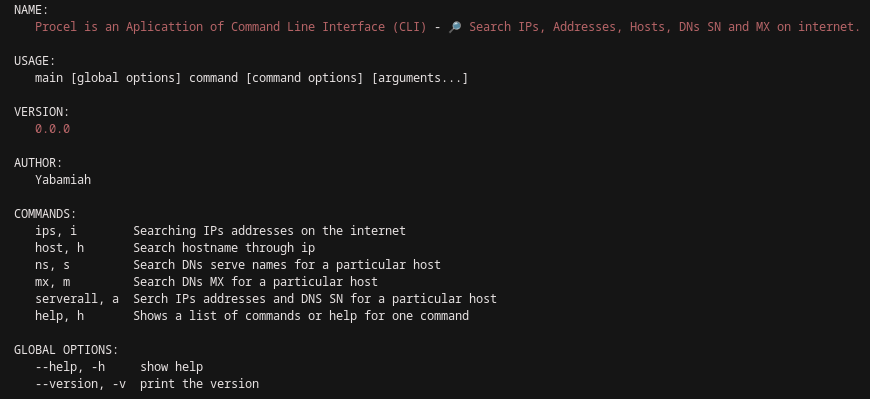 NAME:
Procel is an Aplicattion of Command Line Interface (CLI) - 🔎 Search IPs, Addresses, Hosts, DNs SN and MX on internet.
USAGE:
main [global options] command [command options] [arguments...]
VERSION:
0.0.0
AUTHOR:
Yabamiah
COMMANDS:
ips, i Searching IPs addresses on the internet
host, h Search hostname through ip
ns, s Search DNs serve names for a particular host
mx, m Search DNs MX for a particular host
serverall, a Serch IPs addresses and DNS SN for a particular host
help, h Shows a list of commands or help for one command
GLOBAL OPTIONS:
--help, -h show help
--version, -v print the version